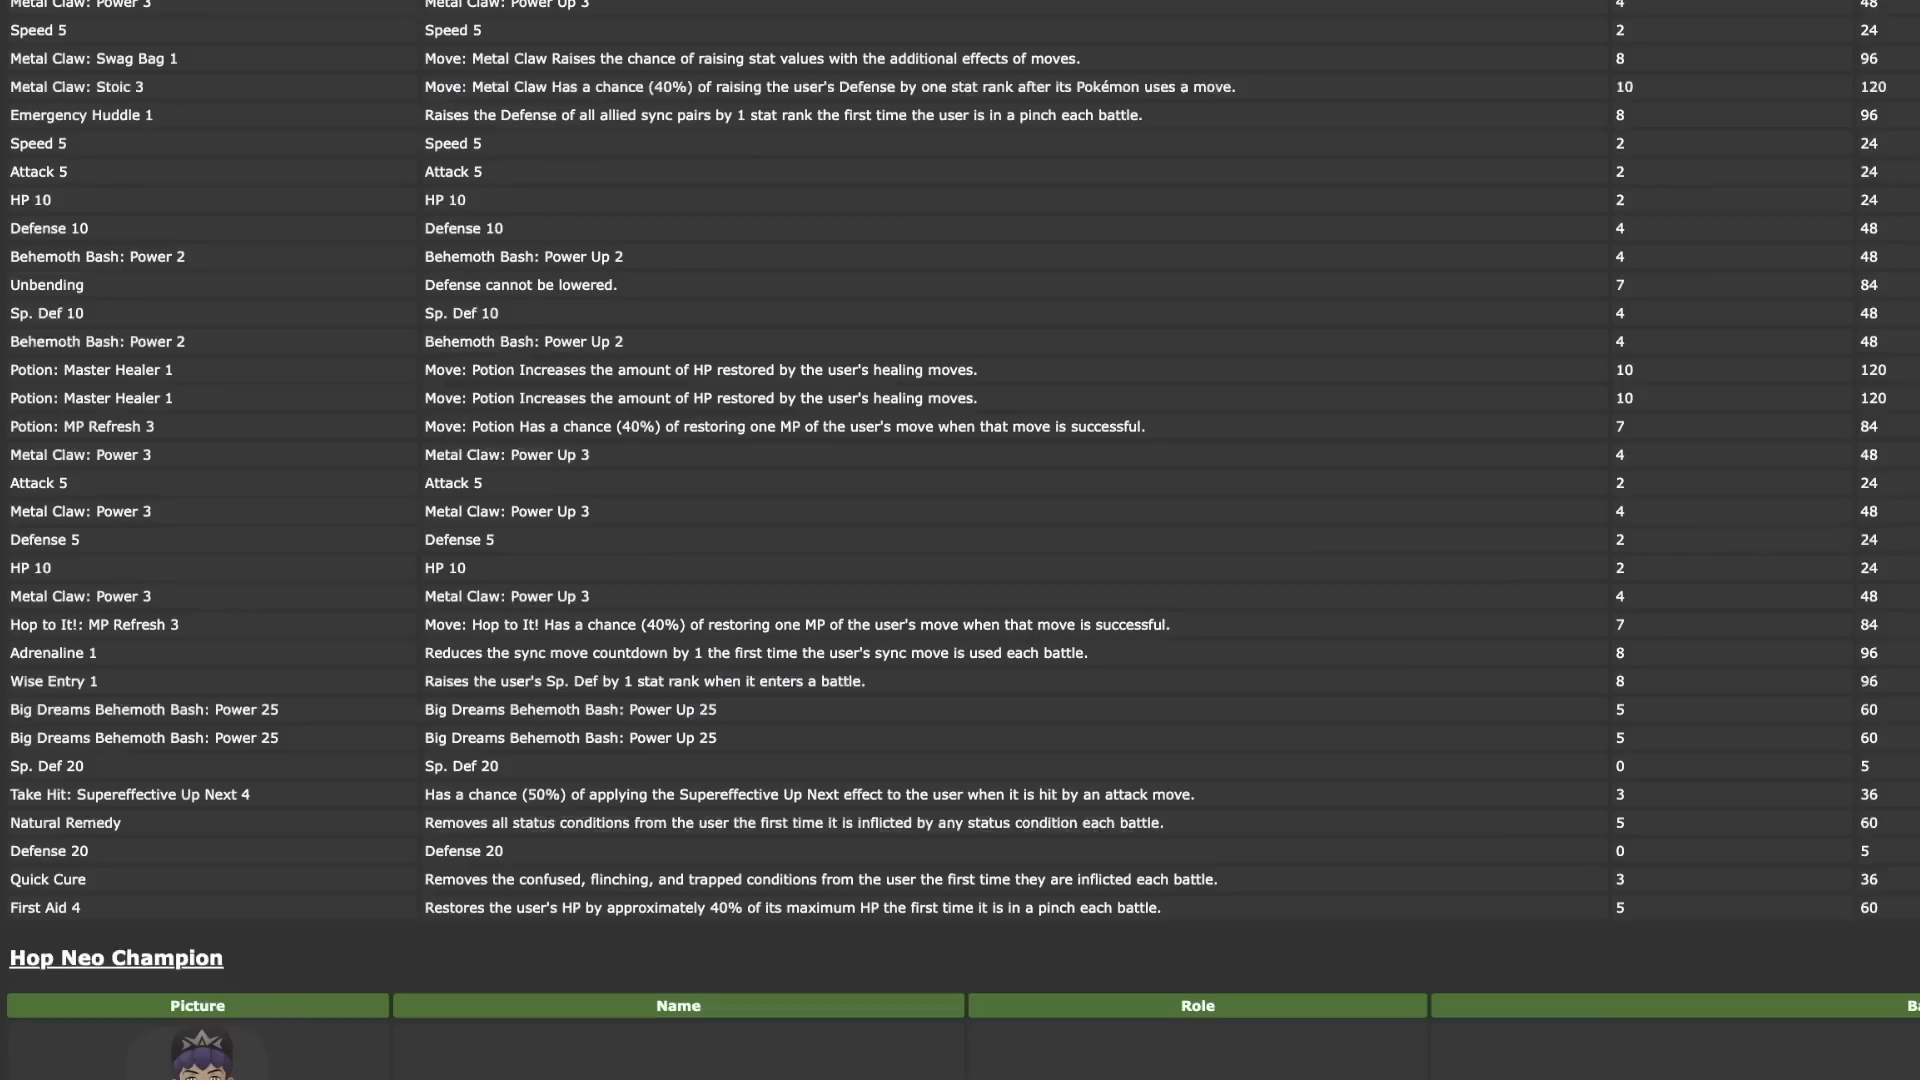 Metal Claw: Power 3 Metal Claw: Power Up 3 4 48
Speed 5 Speed 5 2 24
Metal Claw: Swag Bag 1 Move: Metal Claw Raises the chance of raising stat values with the additional effects of moves. 8 96
Metal Claw: Stoic 3 Move: Metal Claw Has a chance (40%) of raising the user's Defense by one stat rank after its Pokémon uses a move. 10 120
Emergency Huddle 1 Raises the Defense of all allied sync pairs by 1 stat rank the first time the user is in a pinch each battle. 8 96
Speed 5 Speed 5 2 24
Attack 5 Attack 5 2 24
HP 10 HP 10 2 24
Defense 10 Defense 10 4 48
Behemoth Bash: Power 2 Behemoth Bash: Power Up 2 4 48
Unbending Defense cannot be lowered. 7 84
Sp. Def 10 Sp. Def 10 4 48
Behemoth Bash: Power 2 Behemoth Bash: Power Up 2 4 48
Potion: Master Healer 1 Move: Potion Increases the amount of HP restored by the user's healing moves. 10 120
Potion: Master Healer 1 Move: Potion Increases the amount of HP restored by the user's healing moves. 10 120
Potion: MP Refresh 3 Move: Potion Has a chance (40%) of restoring one MP of the user's move when that move is successful. 7 84
Metal Claw: Power 3 Metal Claw: Power Up 3 4 48
Attack 5 Attack 5 2 24
Metal Claw: Power 3 Metal Claw: Power Up 3 4 48
Defense 5 Defense 5 2 24
HP 10 HP 10 2 24
Metal Claw: Power 3 Metal Claw: Power Up 3 4 48
Hop to It!: MP Refresh 3 Move: Hop to It! Has a chance (40%) of restoring one MP of the user's move when that move is successful. 7 84
Adrenaline 1 Reduces the sync move countdown by 1 the first time the user's sync move is used each battle. 8 96
Wise Entry 1 Raises the user's Sp. Def by 1 stat rank when it enters a battle. 8 96
Big Dreams Behemoth Bash: Power 25 Big Dreams Behemoth Bash: Power Up 25 5 60
Big Dreams Behemoth Bash: Power 25 Big Dreams Behemoth Bash: Power Up 25 5 60
Sp. Def 20 Sp. Def 20 0 5
Take Hit: Supereffective Up Next 4 Has a chance (50%) of applying the Supereffective Up Next effect to the user when it is hit by an attack move. 3 36
Natural Remedy Removes all status conditions from the user the first time it is inflicted by any status condition each battle. 5 60
Defense 20 Defense 20 0 5
Quick Cure Removes the confused, flinching, and trapped conditions from the user the first time they are inflicted each battle. 3 36
First Aid 4 Restores the user's HP by approximately 40% of its maximum HP the first time it is in a pinch each battle. 5 60
Hop Neo Champion
Picture Name Role